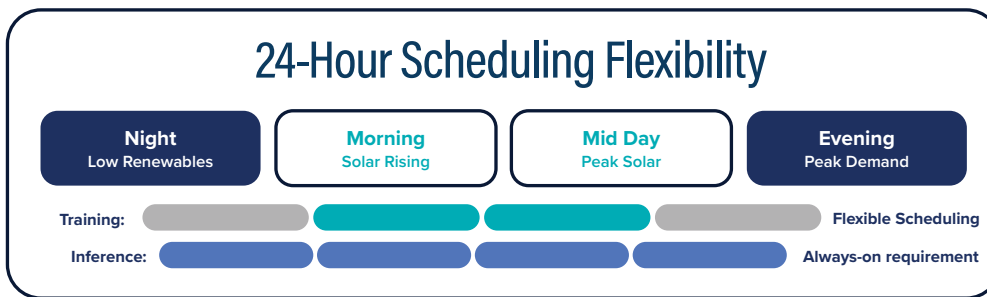 24-Hour Scheduling Flexibility
Night
Low Renewables
Morning
Solar Rising
Mid Day
Peak Solar
Evening
Peak Demand
Training:
Flexible Scheduling
Inference:
Always-on requirement